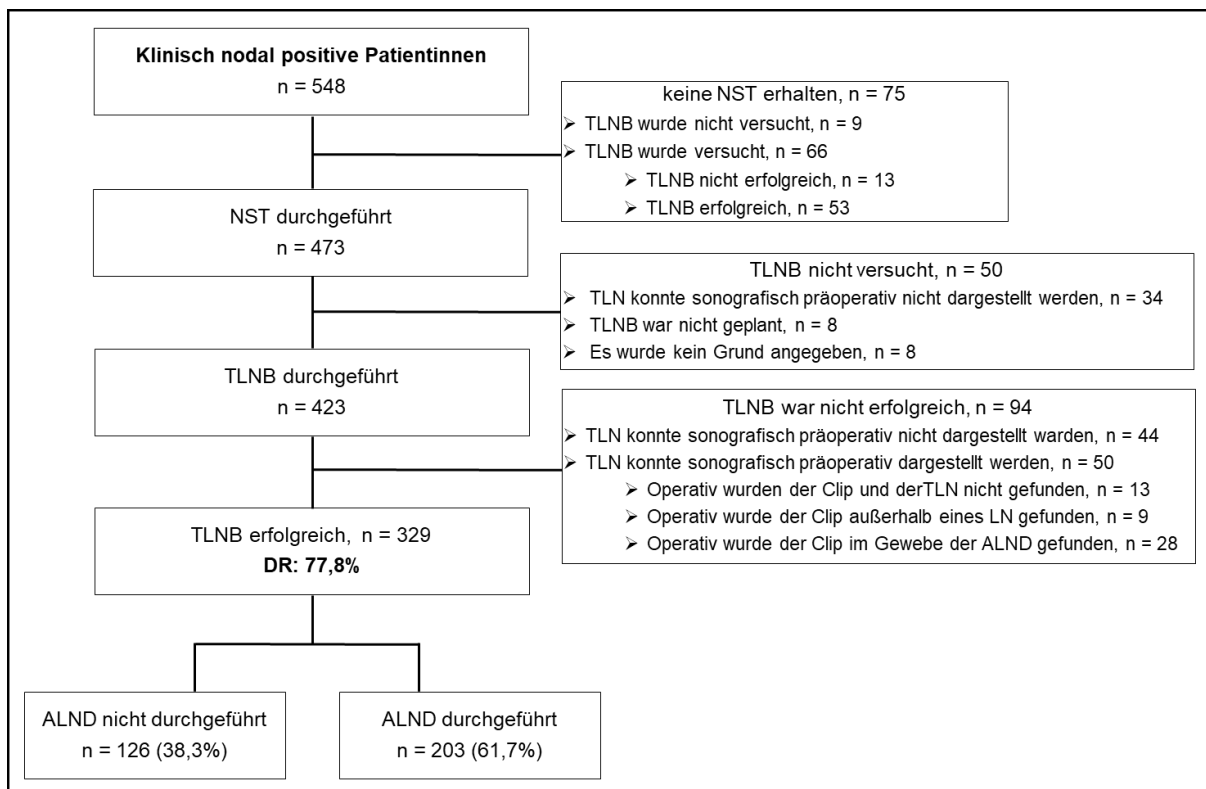 Klinisch nodal positive Patientinnen
n = 548
keine NST erhalten, n = 75
➢ TLNB wurde nicht versucht, n = 9
➢ TLNB wurde versucht, n = 66
➢ TLNB nicht erfolgreich, n = 13
➢ TLNB erfolgreich, n = 53
NST durchgeführt
n = 473
TLNB nicht versucht, n = 50
➢ TLN konnte sonografisch präoperativ nicht dargestellt werden, n = 34
➢ TLNB war nicht geplant, n = 8
➢ Es wurde kein Grund angegeben, n = 8
TLNB durchgeführt
n = 423
TLNB war nicht erfolgreich, n = 94
➢ TLN konnte sonografisch präoperativ nicht dargestellt warden, n = 44
➢ TLN konnte sonografisch präoperativ dargestellt werden, n = 50
➢ Operativ wurden der Clip und derTLN nicht gefunden, n = 13
➢ Operativ wurde der Clip außerhalb eines LN gefunden, n = 9
➢ Operativ wurde der Clip im Gewebe der ALND gefunden, n = 28
TLNB erfolgreich, n = 329
DR: 77,8%
ALND nicht durchgeführt
n = 126 (38,3%)
ALND durchgeführt
n = 203 (61,7%)